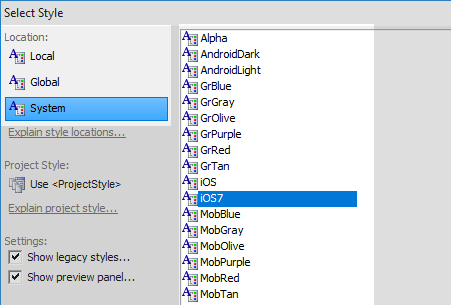 Select Style
Location:
Local
Global
System
Explain style locations...
Project Style:
Use <ProjectStyle>
Explain project style...
Settings:
Show legacy styles...
Show preview panel...
Alpha
AndroidDark
AndroidLight
GrBlue
GrGray
GrOlive
GrPurple
GrRed
GrTan
iOS
iOS7
MobBlue
MobGray
MobOlive
MobPurple
MobRed
MobTan